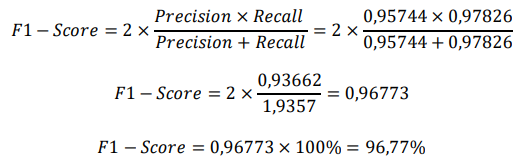 F1 − Score = 2 × (Precision × Recall) / (Precision + Recall) = 2 × (0,95744 × 0,97826) / (0,95744 + 0,97826)
F1 − Score = 2 × 0,93662 / 1,9357 = 0,96773
F1 − Score = 0,96773 × 100% = 96,77%